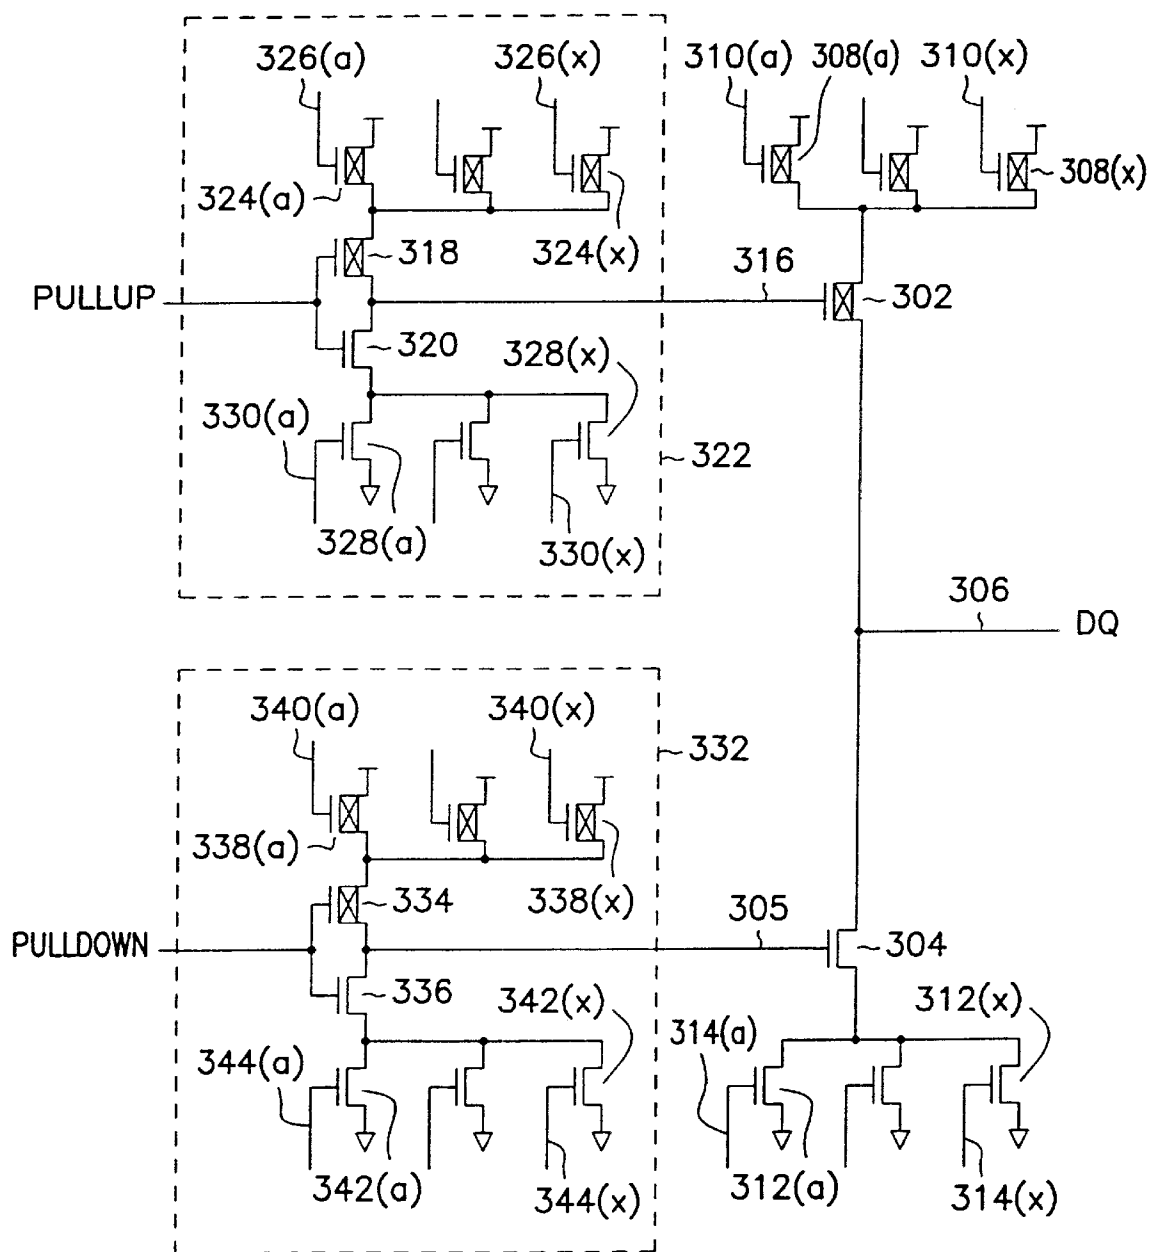 326(a) 326(x) 310(a) 308(a) 310(x)
324(a) 308(x)
318 324(x) 316
PULLUP 302
320 328(x)
330(a)
322
328(a) 330(x)
306 DQ
340(a) 340(x)
332
338(a)
334 338(x) 305
PULLDOWN 304
336 342(x) 312(x)
314(a)
344(a)
342(a) 344(x) 312(a) 314(x)